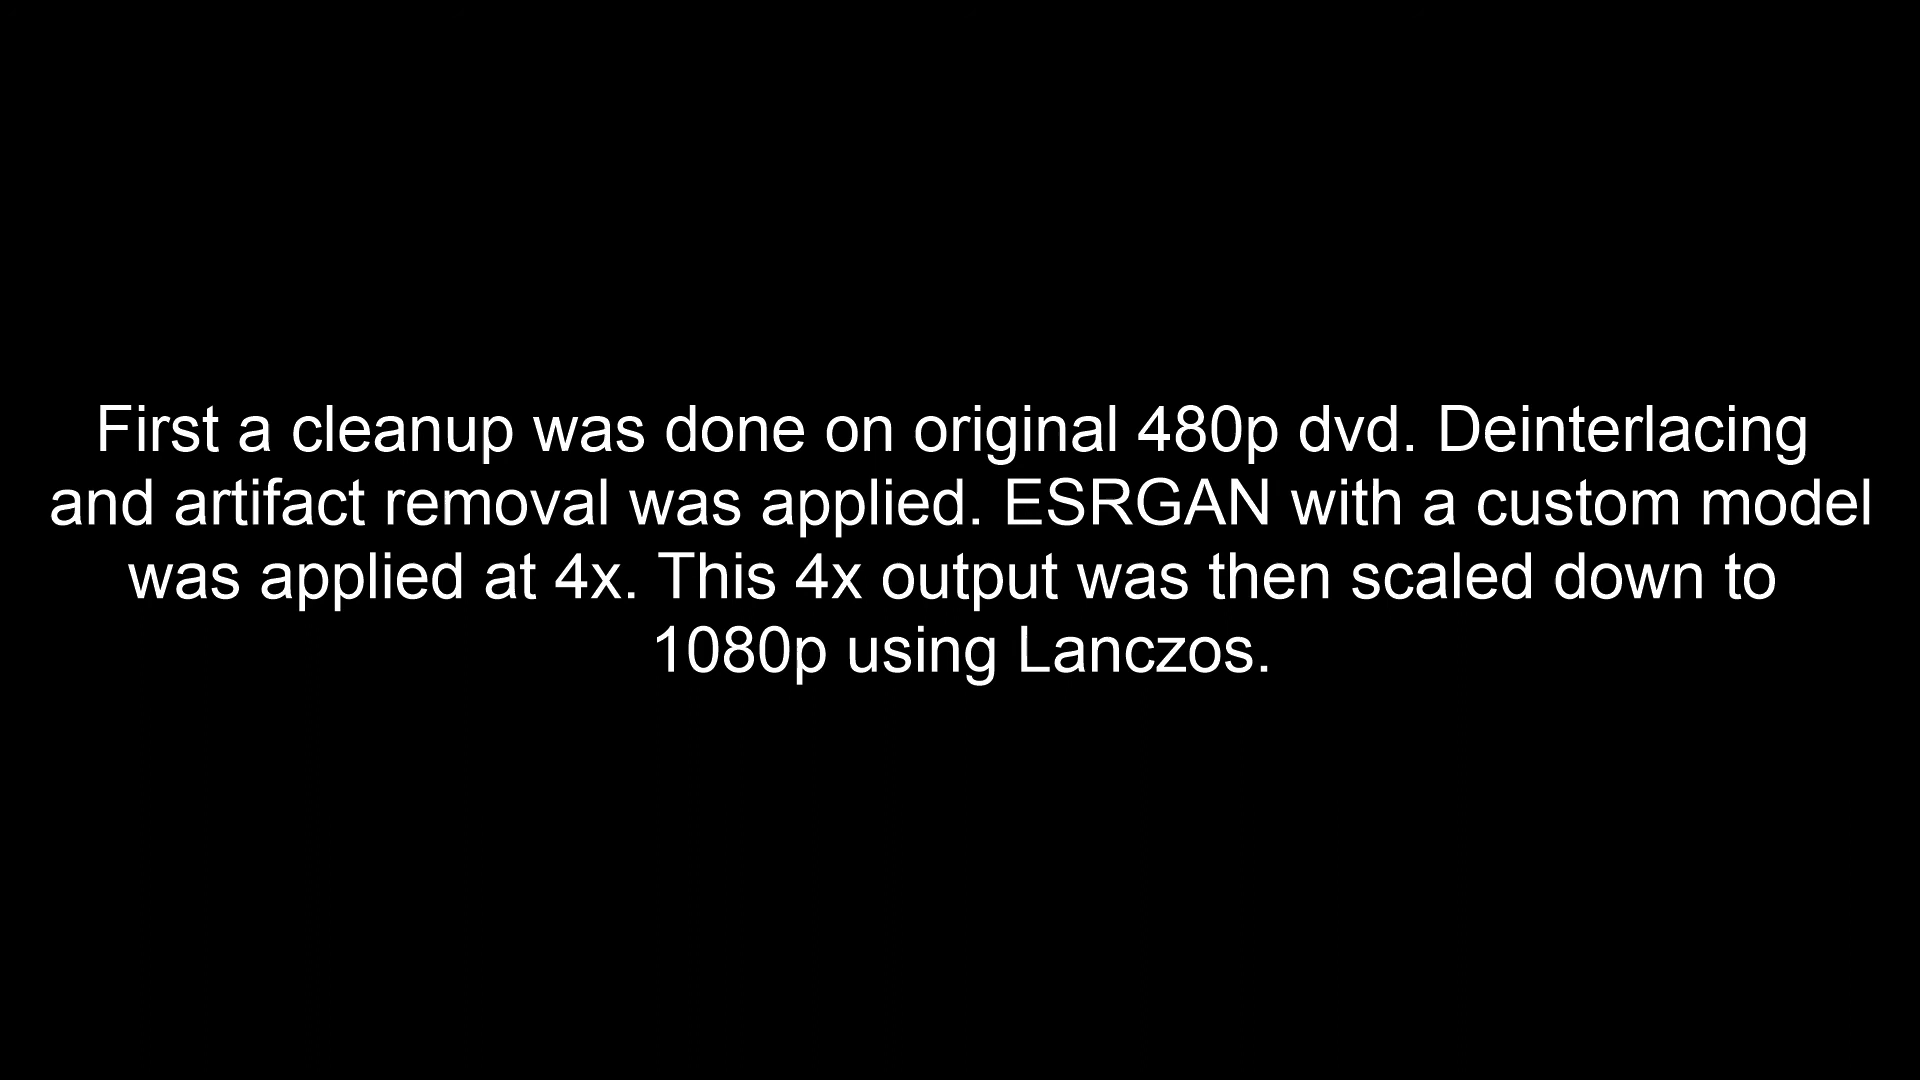 First a cleanup was done on original 480p dvd. Deinterlacing
and artifact removal was applied. ESRGAN with a custom model
was applied at 4x. This 4x output was then scaled down to
1080p using Lanczos.